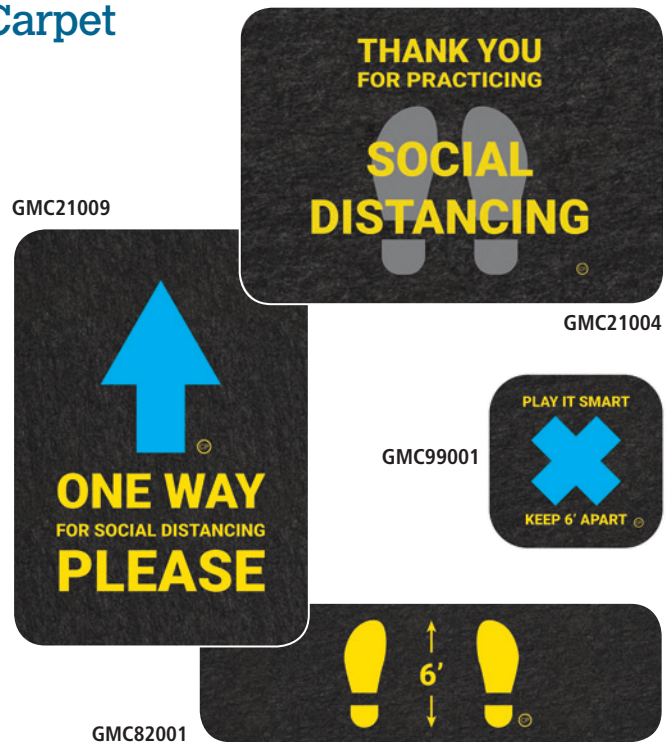 Carpet
THANK YOU
FOR PRACTICING
SOCIAL
DISTANCING
GMC21004
GMC21009
ONE WAY
FOR SOCIAL DISTANCING
PLEASE
GMC99001
PLAY IT SMART
KEEP 6’ APART
6’
GMC82001